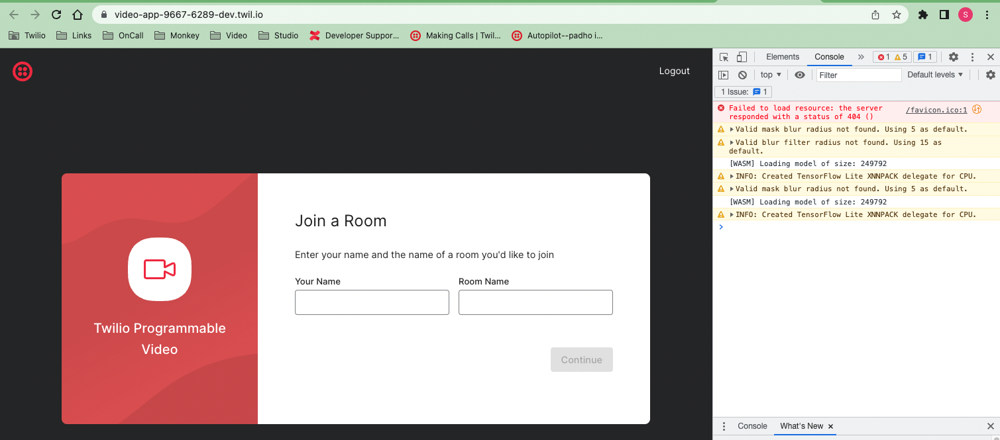 video-app-9667-6289-dev.twil.io
S
Twilio Links OnCall Monkey Video Studio Developer Suppor... Making Calls | Twil... Autopilot--padho i...
Logout
Join a Room
Enter your name and the name of a room you'd like to join
Your Name Room Name
Continue
Twilio Programmable
Video
Elements Console » 1 5 1
top Filter Default levels
1 Issue: 1
Failed to load resource: the server /favicon.ico:1
responded with a status of 404 ()
Valid mask blur radius not found. Using 5 as default.
Valid blur filter radius not found. Using 15 as
default.
[WASM] Loading model of size: 249792
INFO: Created TensorFlow Lite XNNPACK delegate for CPU.
Valid mask blur radius not found. Using 5 as default.
[WASM] Loading model of size: 249792
INFO: Created TensorFlow Lite XNNPACK delegate for CPU.
Console What's New